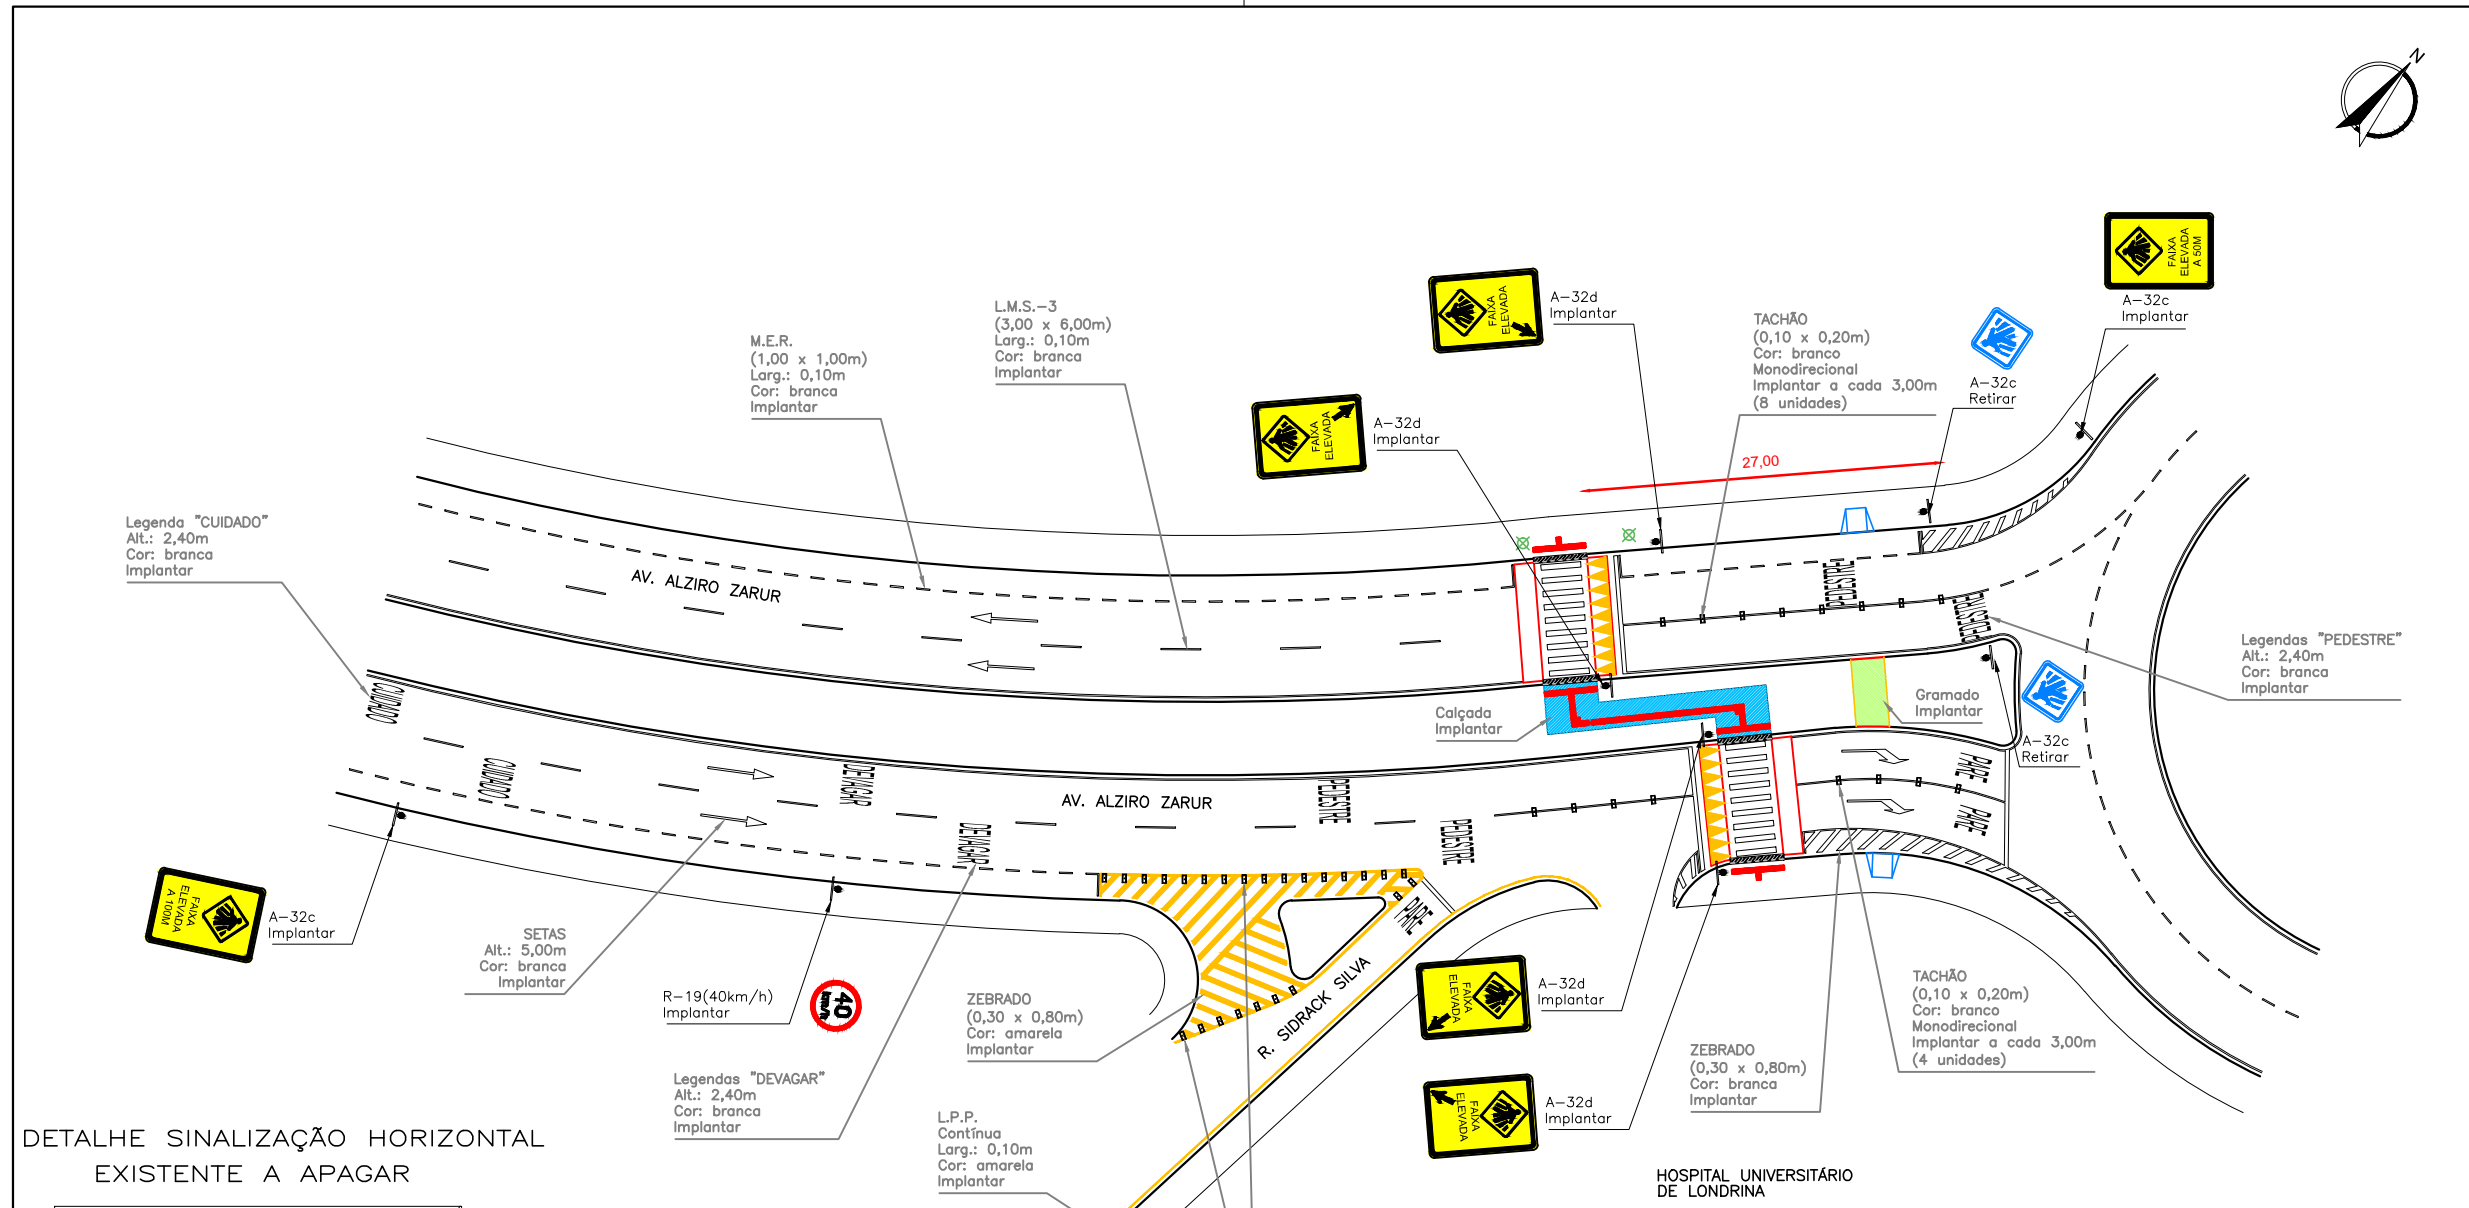 N
FAIXA
ELEVADA
A 50M
A-32c
Implantar
FAIXA
ELEVADA
A-32d
Implantar
L.M.S.-3
(3,00 x 6,00m)
Larg.: 0,10m
Cor: branca
Implantar
TACHÃO
(0,10 x 0,20m)
Cor: branco
Monodirecional
Implantar a cada 3,00m
(8 unidades)
M.E.R.
(1,00 x 1,00m)
Larg.: 0,10m
Cor: branca
Implantar
A-32c
Retirar
FAIXA
ELEVADA
A-32d
Implantar
27,00
Legenda "CUIDADO"
Alt.: 2,40m
Cor: branca
Implantar
AV. ALZIRO ZARUR
PEDESTRE
PEDESTRE
Legendas "PEDESTRE"
Alt.: 2,40m
Cor: branca
Implantar
CUIDADO
Calçada
Implantar
Gramado
Implantar
A-32c
Retirar
CUIDADO
DEVAGAR
AV. ALZIRO ZARUR
PEDESTRE
PARE
PARE
DEVAGAR
PEDESTRE
FAIXA
ELEVADA
A 100M
A-32c
Implantar
PARE
SETAS
Alt.: 5,00m
Cor: branca
Implantar
R-19(40km/h)
Implantar
40
km/h
ZEBRADO
(0,30 x 0,80m)
Cor: amarela
Implantar
R. SIDRACK SILVA
FAIXA
ELEVADA
A-32d
Implantar
TACHÃO
(0,10 x 0,20m)
Cor: branco
Monodirecional
Implantar a cada 3,00m
(4 unidades)
ZEBRADO
(0,30 x 0,80m)
Cor: branca
Implantar
Legendas "DEVAGAR"
Alt.: 2,40m
Cor: branca
Implantar
FAIXA
ELEVADA
A-32d
Implantar
L.P.P.
Contínua
Larg.: 0,10m
Cor: amarela
Implantar
DETALHE SINALIZAÇÃO HORIZONTAL
EXISTENTE A APAGAR
HOSPITAL UNIVERSITÁRIO
DE LONDRINA